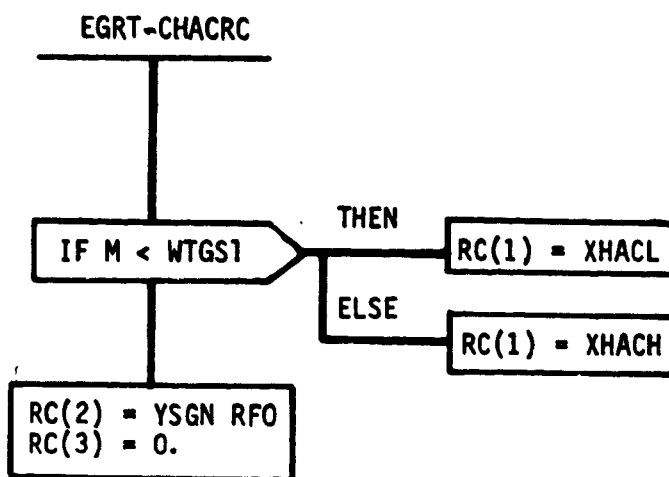 EGRT-CHACRC
IF M < WTGS1
THEN
RC(1) = XHACL
ELSE
RC(1) = XHACH
RC(2) = YSGN RFO
RC(3) = 0.